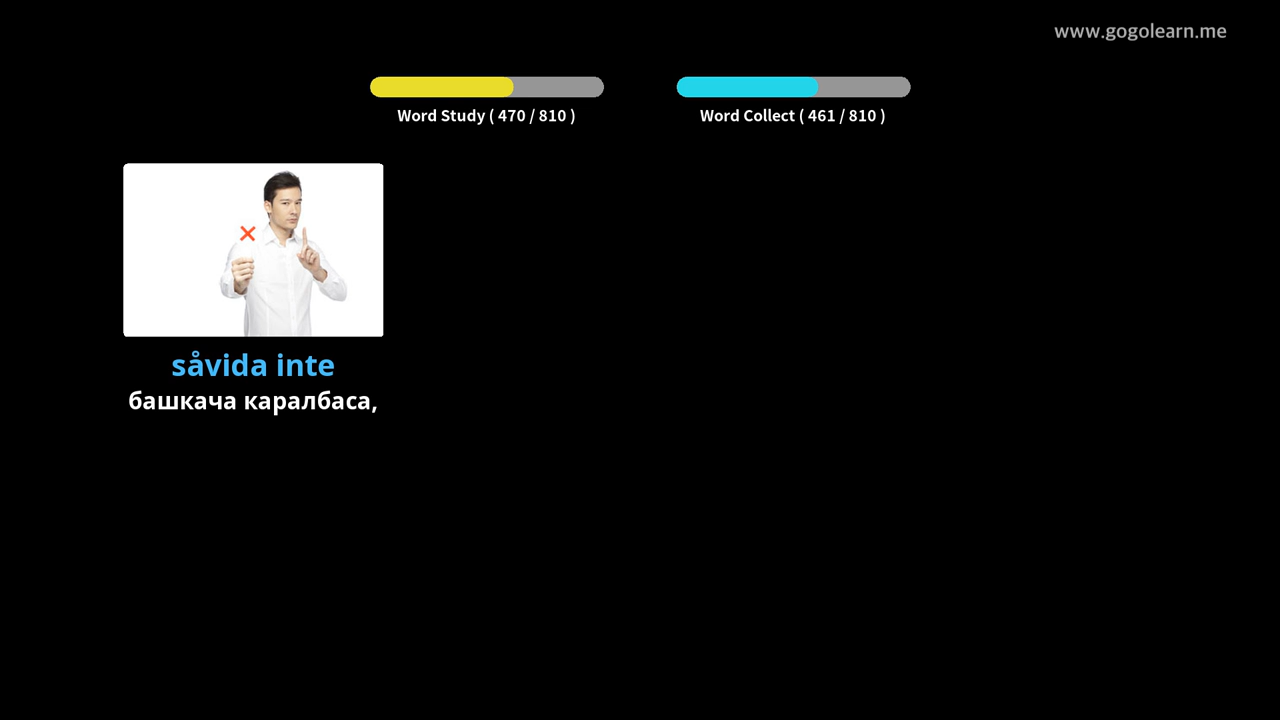 www.gogolearn.me
Word Study ( 470 / 810 )
Word Collect ( 461 / 810 )
såvida inte
башкача каралбаса,